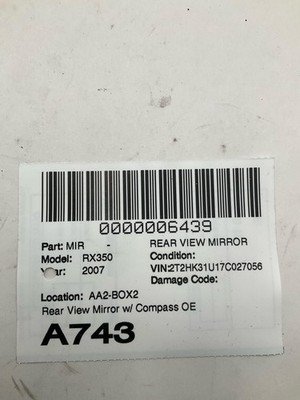 0000006439
Part: MIR - REAR VIEW MIRROR
Model: RX350 Condition:
Year: 2007 VIN:2T2HK31U17C027056
Damage Code:
Location: AA2-BOX2
Rear View Mirror w/ Compass OE
A743